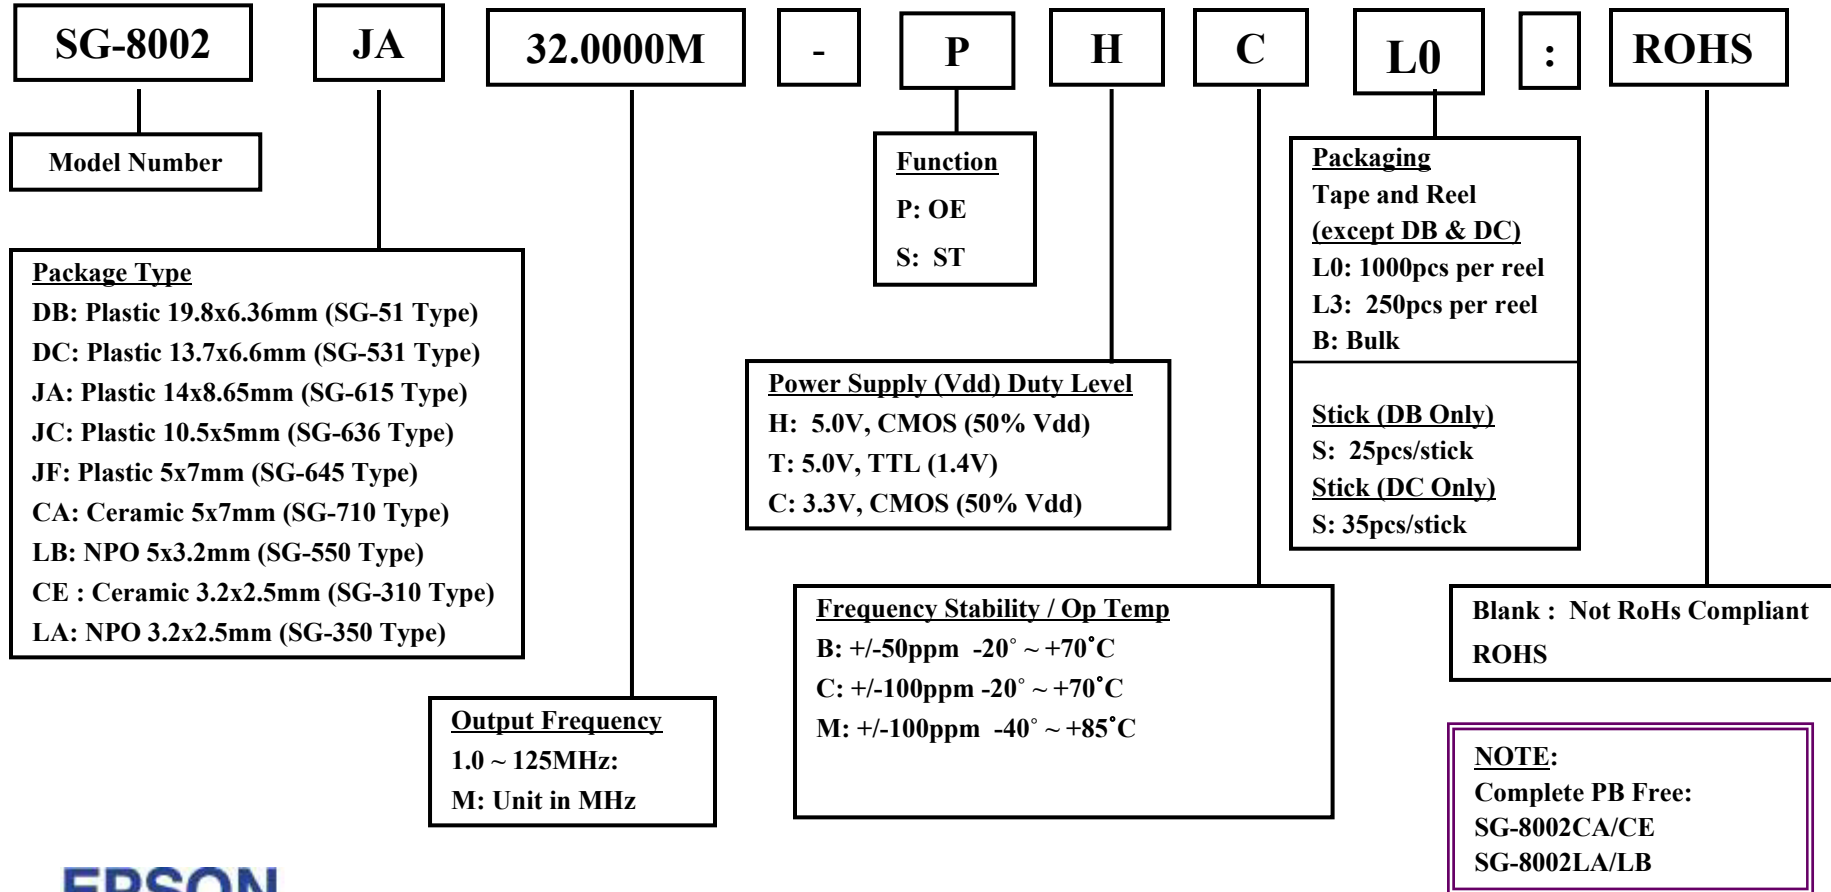 SG-8002 JA 32.0000M - P H C L0 : ROHS
Model Number
Package Type
DB: Plastic 19.8x6.36mm (SG-51 Type)
DC: Plastic 13.7x6.6mm (SG-531 Type)
JA: Plastic 14x8.65mm (SG-615 Type)
JC: Plastic 10.5x5mm (SG-636 Type)
JF: Plastic 5x7mm (SG-645 Type)
CA: Ceramic 5x7mm (SG-710 Type)
LB: NPO 5x3.2mm (SG-550 Type)
CE : Ceramic 3.2x2.5mm (SG-310 Type)
LA: NPO 3.2x2.5mm (SG-350 Type)
Output Frequency
1.0 ~ 125MHz:
M: Unit in MHz
Function
P: OE
S: ST
Power Supply (Vdd) Duty Level
H: 5.0V, CMOS (50% Vdd)
T: 5.0V, TTL (1.4V)
C: 3.3V, CMOS (50% Vdd)
Frequency Stability / Op Temp
B: +/-50ppm -20° ~ +70°C
C: +/-100ppm -20° ~ +70°C
M: +/-100ppm -40° ~ +85°C
Packaging
Tape and Reel
(except DB & DC)
L0: 1000pcs per reel
L3: 250pcs per reel
B: Bulk
Stick (DB Only)
S: 25pcs/stick
Stick (DC Only)
S: 35pcs/stick
Blank : Not RoHs Compliant
ROHS
NOTE:
Complete PB Free:
SG-8002CA/CE
SG-8002LA/LB
EPSON